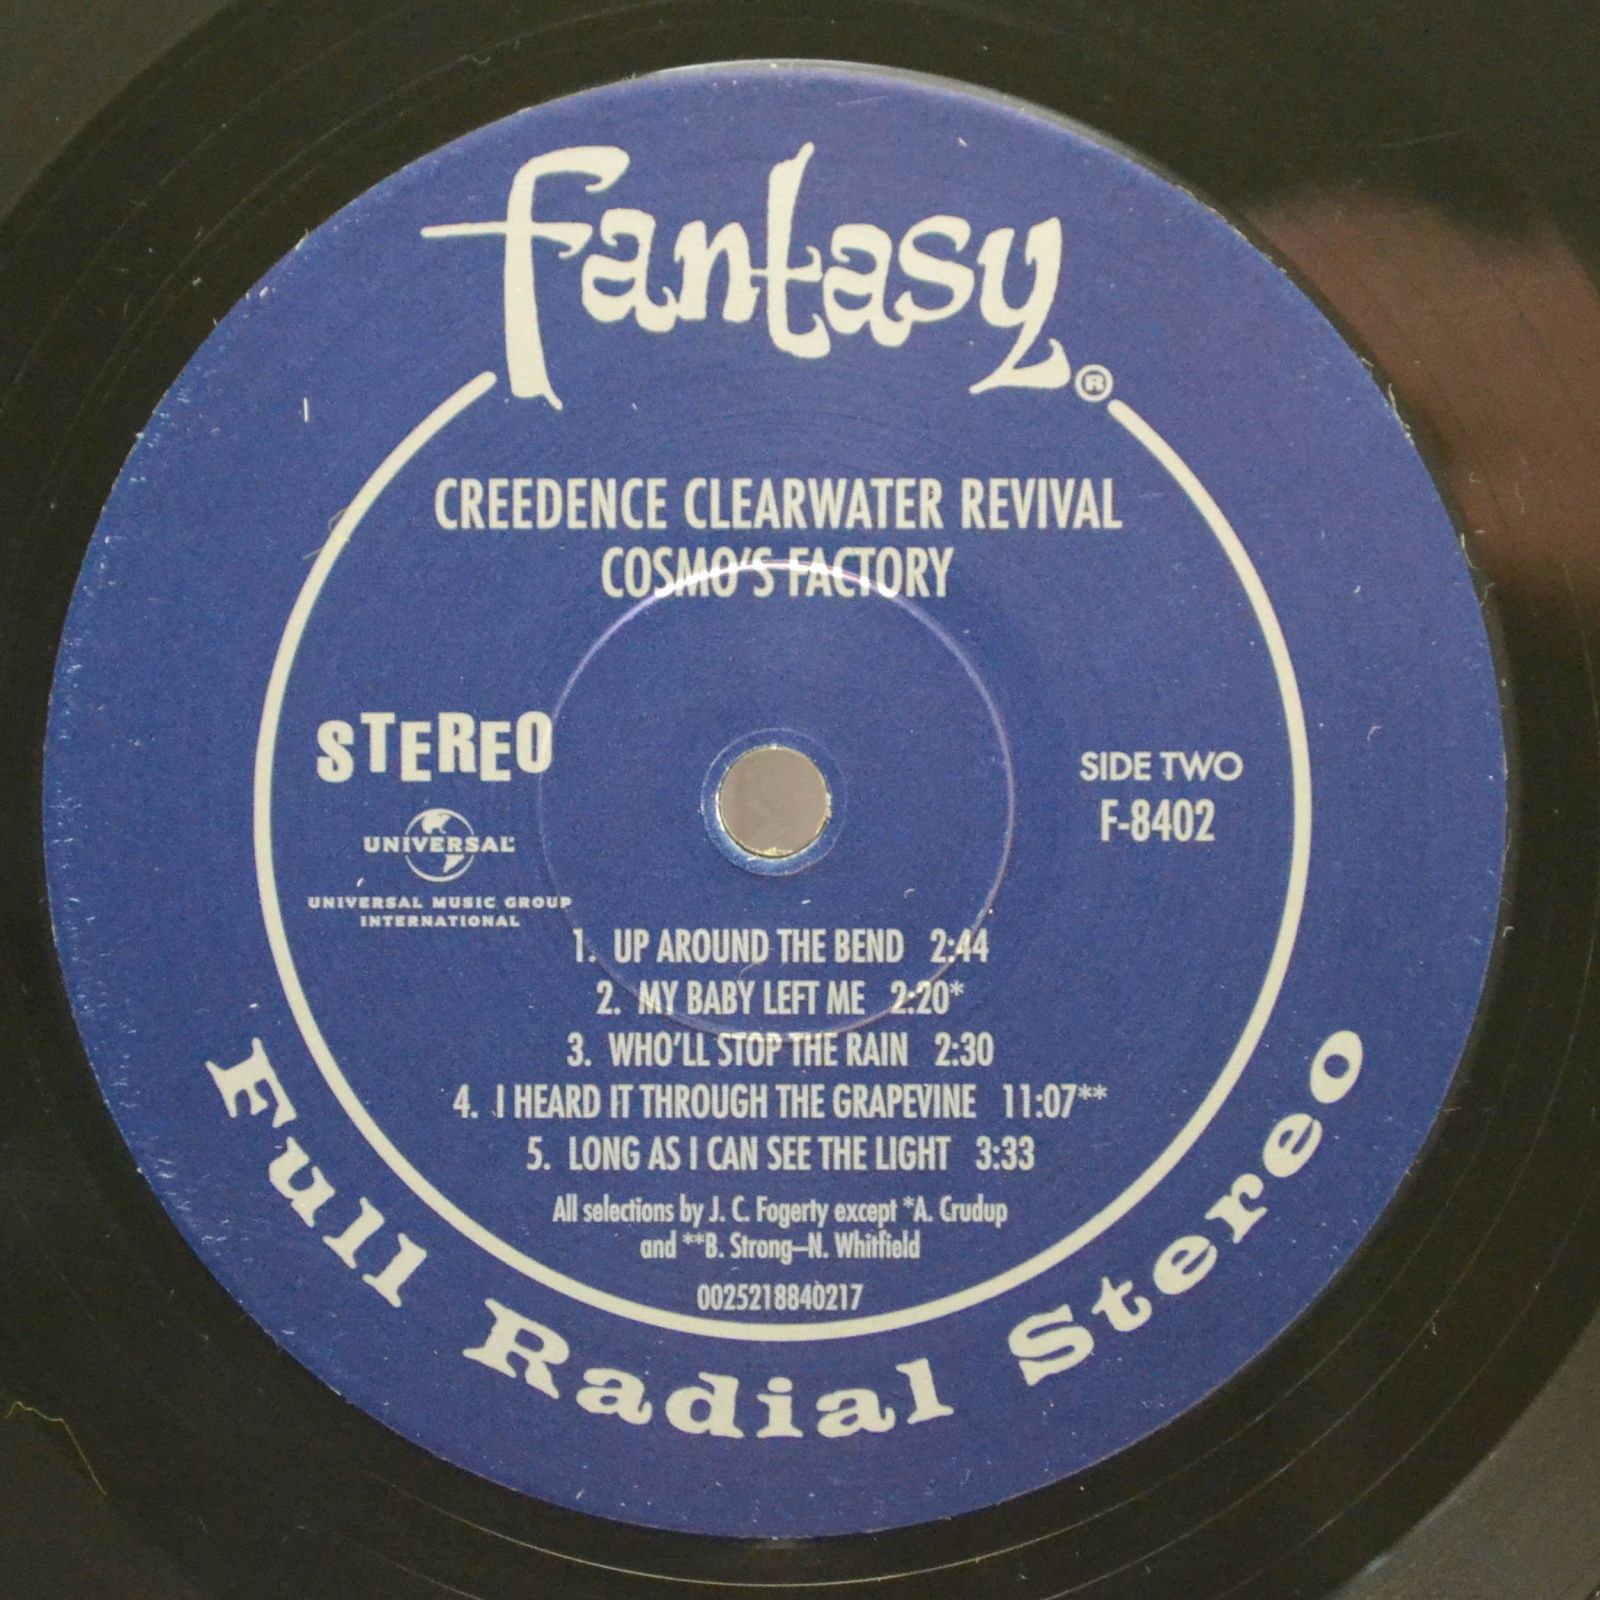 fantasy®
CREEDENCE CLEARWATER REVIVAL
COSMO'S FACTORY
STEREO
UNIVERSAL
UNIVERSAL MUSIC GROUP
INTERNATIONAL
SIDE TWO
F-8402
1. UP AROUND THE BEND 2:44
2. MY BABY LEFT ME 2:20*
3. WHO'LL STOP THE RAIN 2:30
4. I HEARD IT THROUGH THE GRAPEVINE 11:07**
5. LONG AS I CAN SEE THE LIGHT 3:33
All selections by J. C. Fogerty except *A. Crudup
and **B. Strong–N. Whitfield
0025218840217
Full Radial Stereo